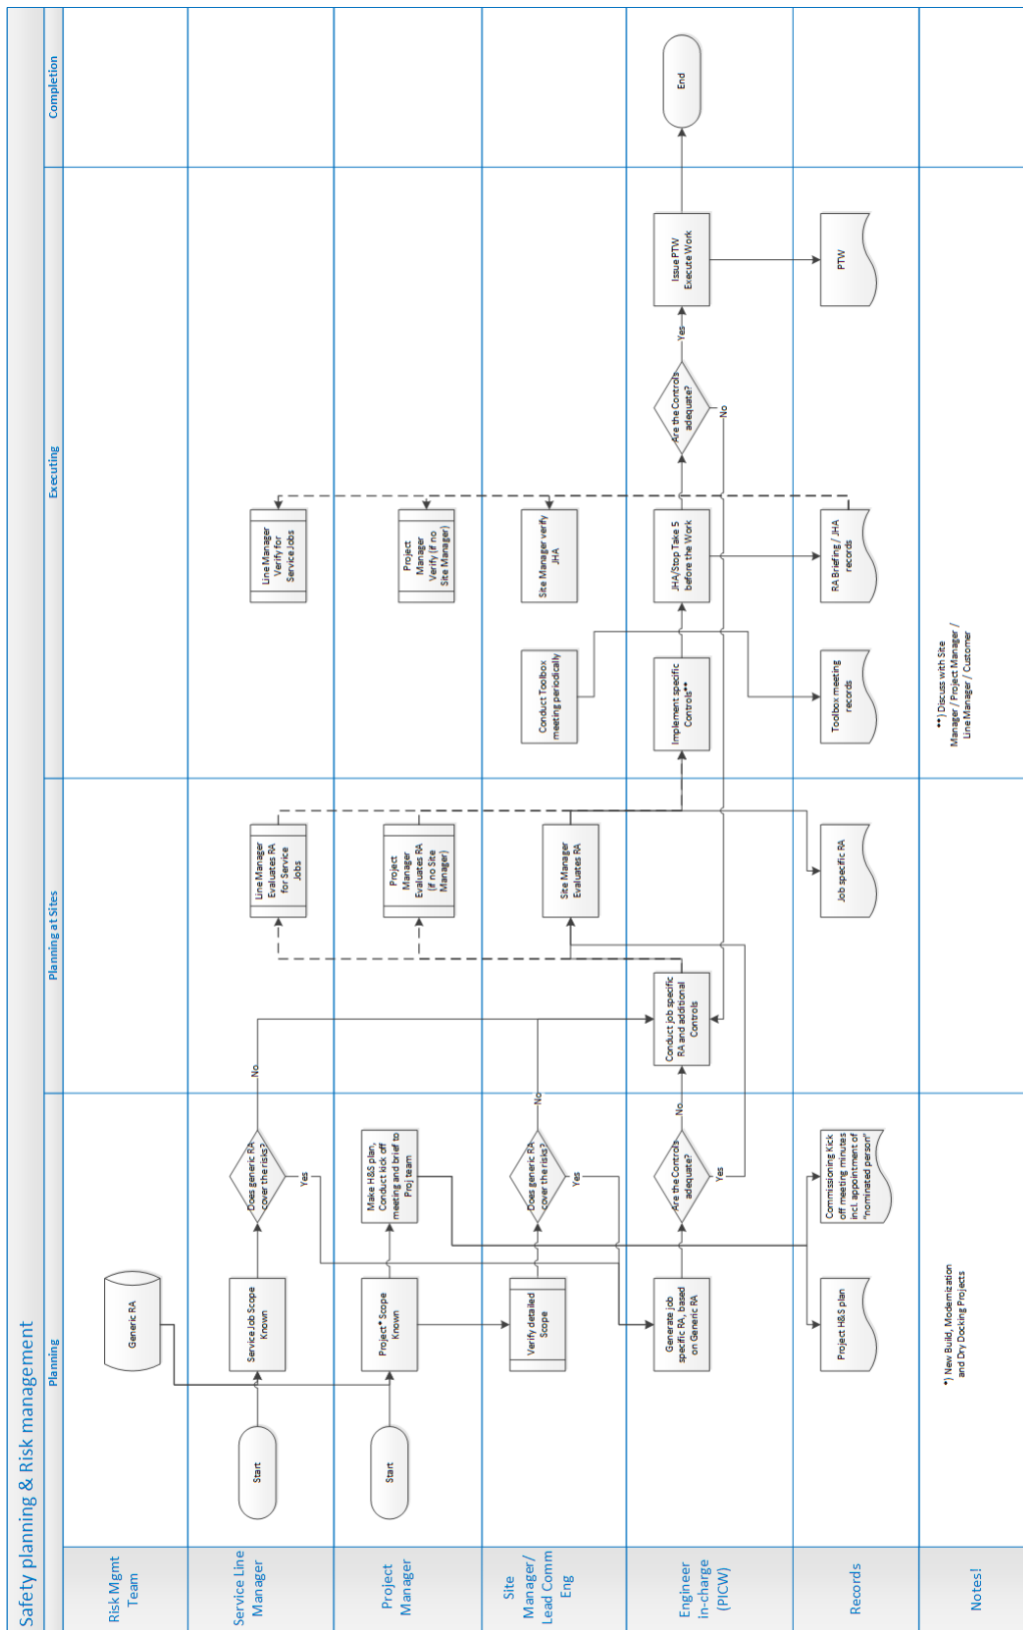 Safety planning & Risk management
Planning
Planning at Sites
Executing
Completion
Risk Mgmt
Team
Generic RA
Service Line
Manager
Start
Service Job Scope
Known
Does generic RA
cover the risks?
Yes
No
Line Manager
Evaluates RA
for Service
Jobs
Line Manager
Verify for
Service Jobs
Project
Manager
Start
Project* Scope
Known
Make H&S plan,
Conduct kick off
meeting and brief to
Proj team
Project
Manager
Evaluates RA
(if no Site
Manager)
Project
Manager
Verify (if no
Site Manager)
Site
Manager/
Lead Comm
Eng
Verify detailed
Scope
Does generic RA
cover the risks?
Yes
No
Site Manager
Evaluates RA
Conduct Toolbox
meeting periodically
Site Manager verify
JHA
Engineer
in-charge
(PICW)
Generate job
specific RA, based
on Generic RA
Are the Controls
adequate?
Yes
No
Conduct job specific
RA and additional
Controls
Implement specific
Controls**
JHA/Stop Take 5
before the Work
Are the Controls
adequate?
Yes
No
Issue PTW
Execute Work
End
Records
Project H&S plan
Commissioning Kick
off meeting minutes
incl. appointment of
"nominated person"
Job specific RA
Toolbox meeting
records
RA Briefing / JHA
records
PTW
Notes!
*) New Build, Modernization
and Dry Docking Projects
**) Discuss with Site
Manager / Project Manager /
Line Manager / Customer